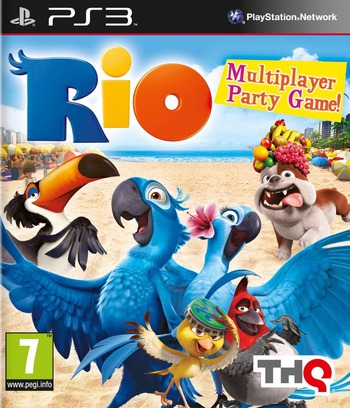 PS3
PlayStation®Network
RIO
Multiplayer
Party Game!
7
www.pegi.info
THQ